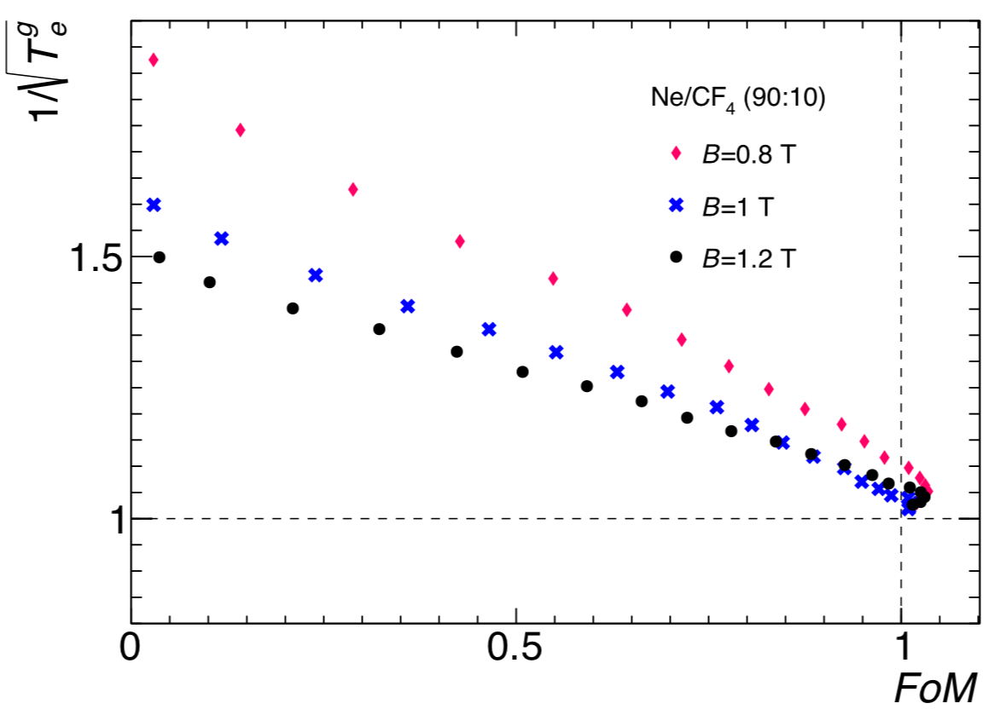 1/√T_e^g
Ne/CF₄ (90:10)
B=0.8 T
B=1 T
B=1.2 T
1.5
1
0 0.5 1
FoM